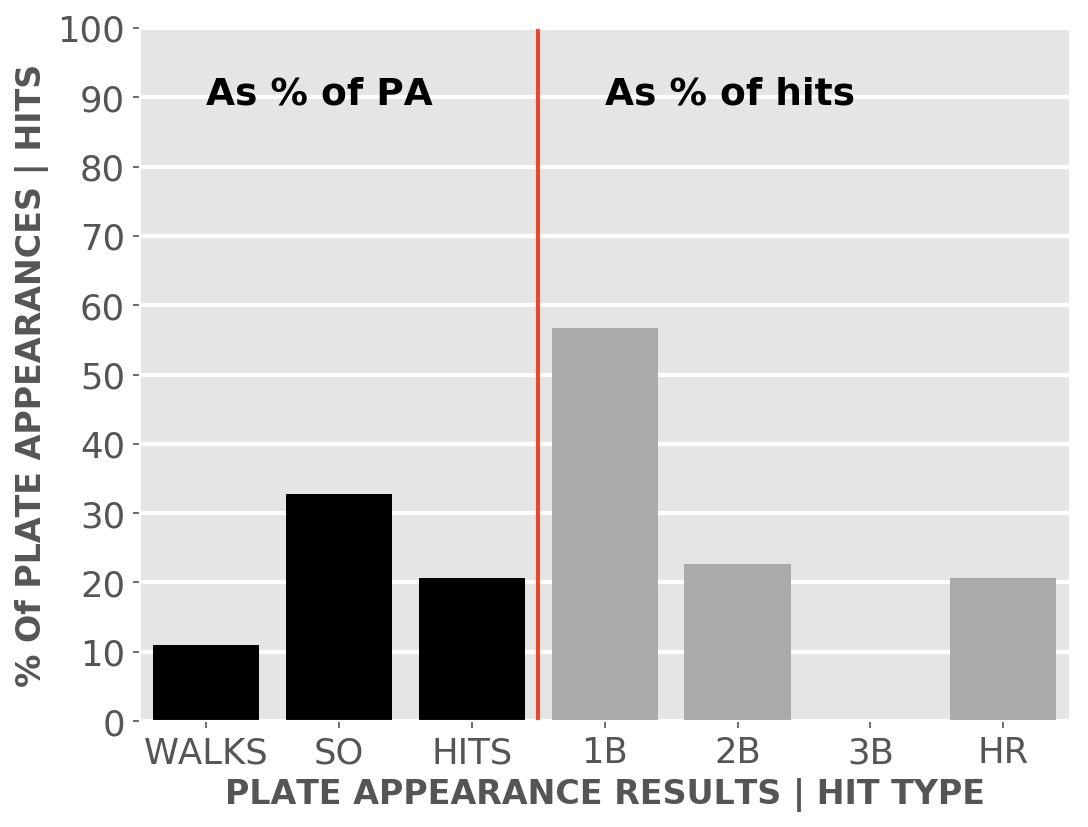 % Of PLATE APPEARANCES | HITS
100
90
80
70
60
50
40
30
20
10
0
As % of PA
As % of hits
WALKS SO HITS 1B 2B 3B HR
PLATE APPEARANCE RESULTS | HIT TYPE